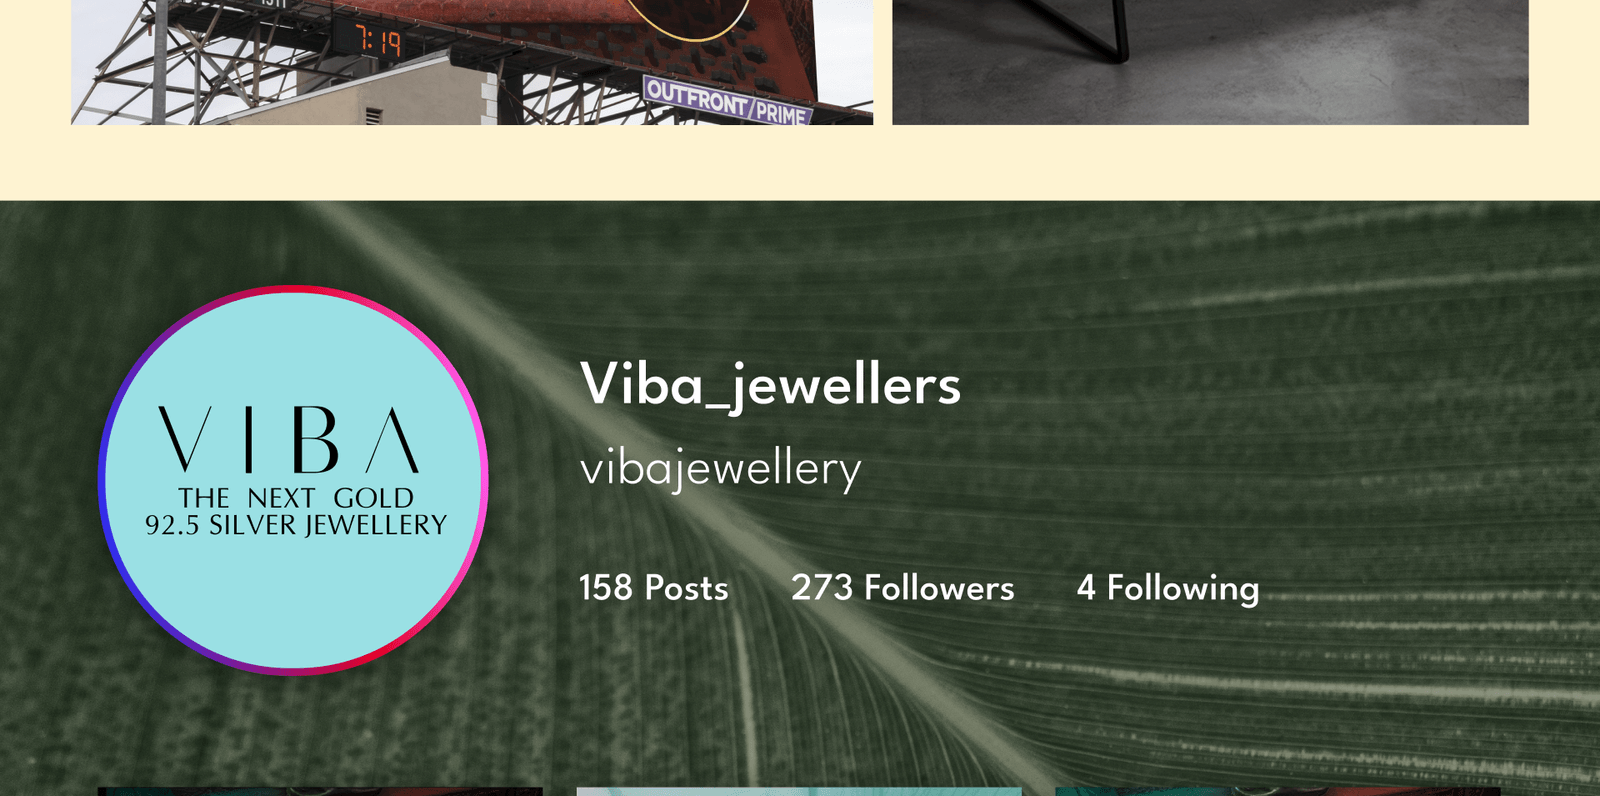 7:19
OUTFRONT/PRIME
VIBA
THE NEXT GOLD
92.5 SILVER JEWELLERY
Viba_jewellers
vibajewellery
158 Posts
273 Followers
4 Following